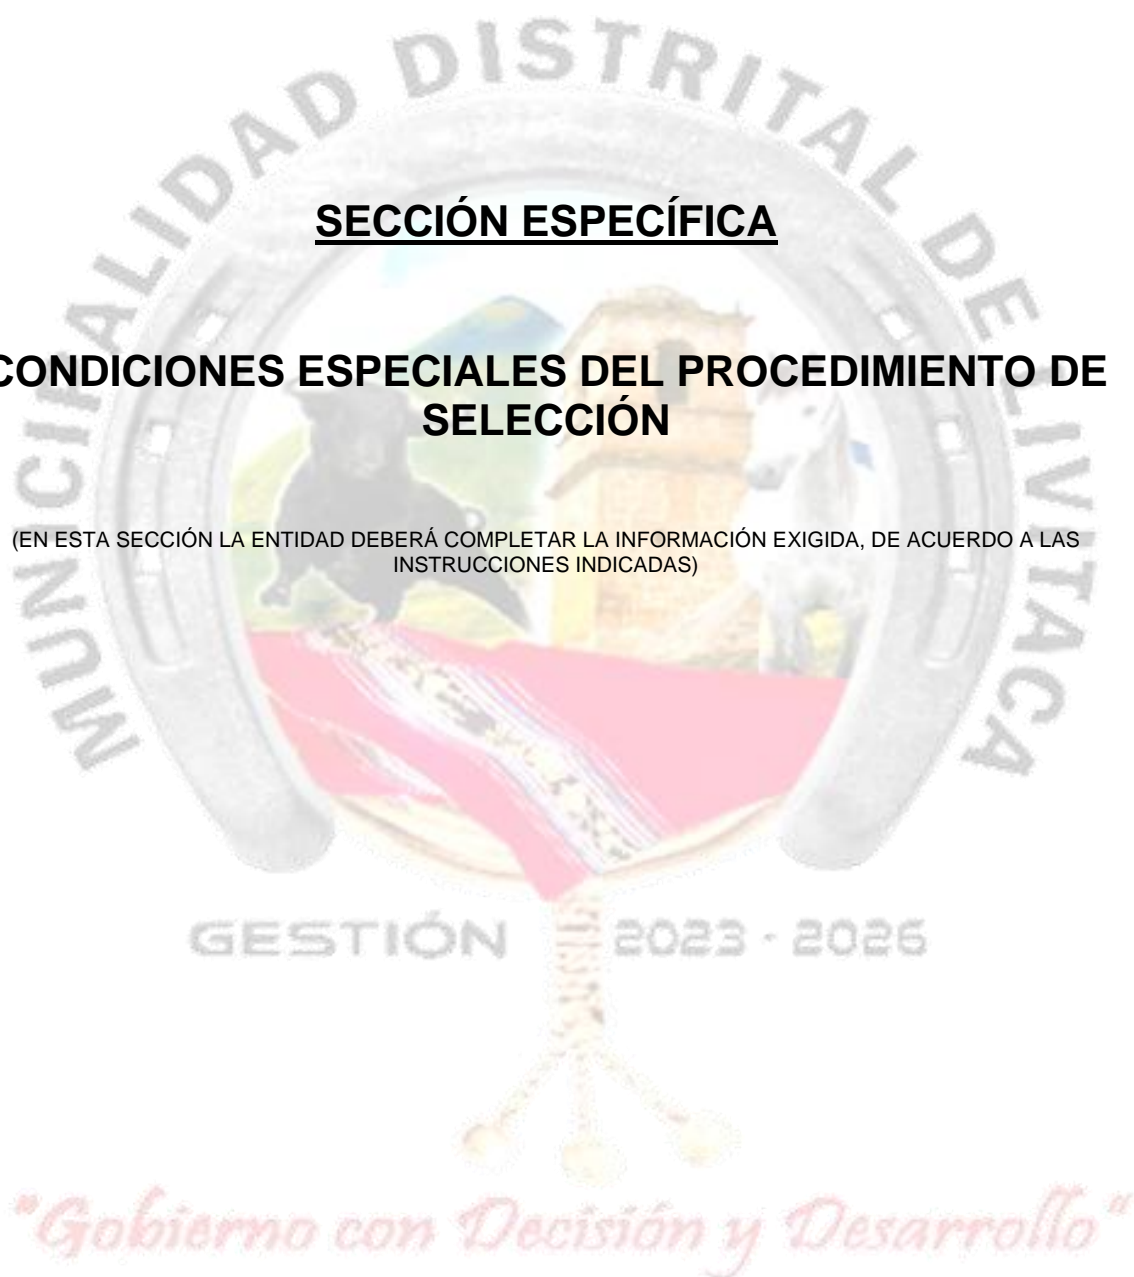 MUNICIPALIDAD DISTRITAL DE LIVITACA
SECCIÓN ESPECÍFICA
CONDICIONES ESPECIALES DEL PROCEDIMIENTO DE
SELECCIÓN
(EN ESTA SECCIÓN LA ENTIDAD DEBERÁ COMPLETAR LA INFORMACIÓN EXIGIDA, DE ACUERDO A LAS
INSTRUCCIONES INDICADAS)
GESTIÓN 2023 - 2026
"Gobierno con Decisión y Desarrollo"